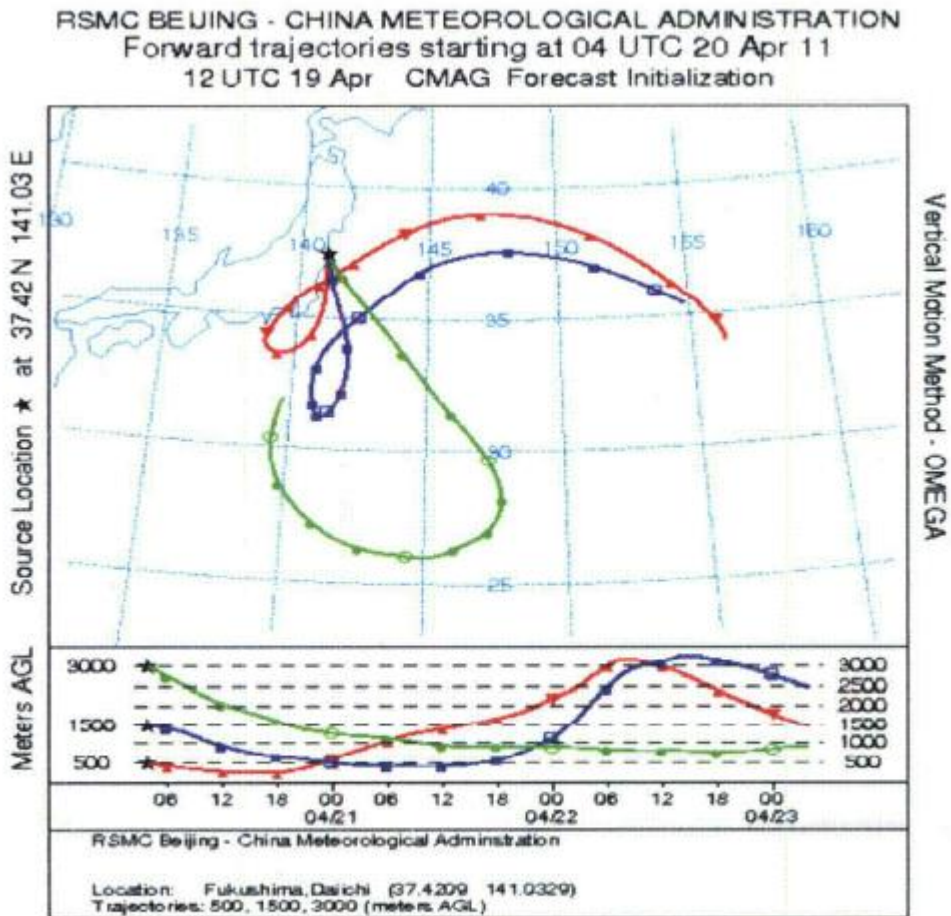 RSMC BEIJING - CHINA METEOROLOGICAL ADMINISTRATION
Forward trajectories starting at 04 UTC 20 Apr 11
12 UTC 19 Apr CMAG Forecast Initialization
Source Location ★ at 37.42 N 141.03 E
Vertical Motion Method - OMEGA
40
130 135 140 145 150 155 160
35
30
25
Meters AGL
3000 3000
2500
2000
1500 1500
1000
500 500
06 12 18 00 06 12 18 00 06 12 18 00
04/21 04/22 04/23
RSMC Beijing - China Meteorological Adminstration
Location: Fukushima,Daiichi (37.4209 141.0329)
Trajectories: 500, 1500, 3000 (meters AGL)